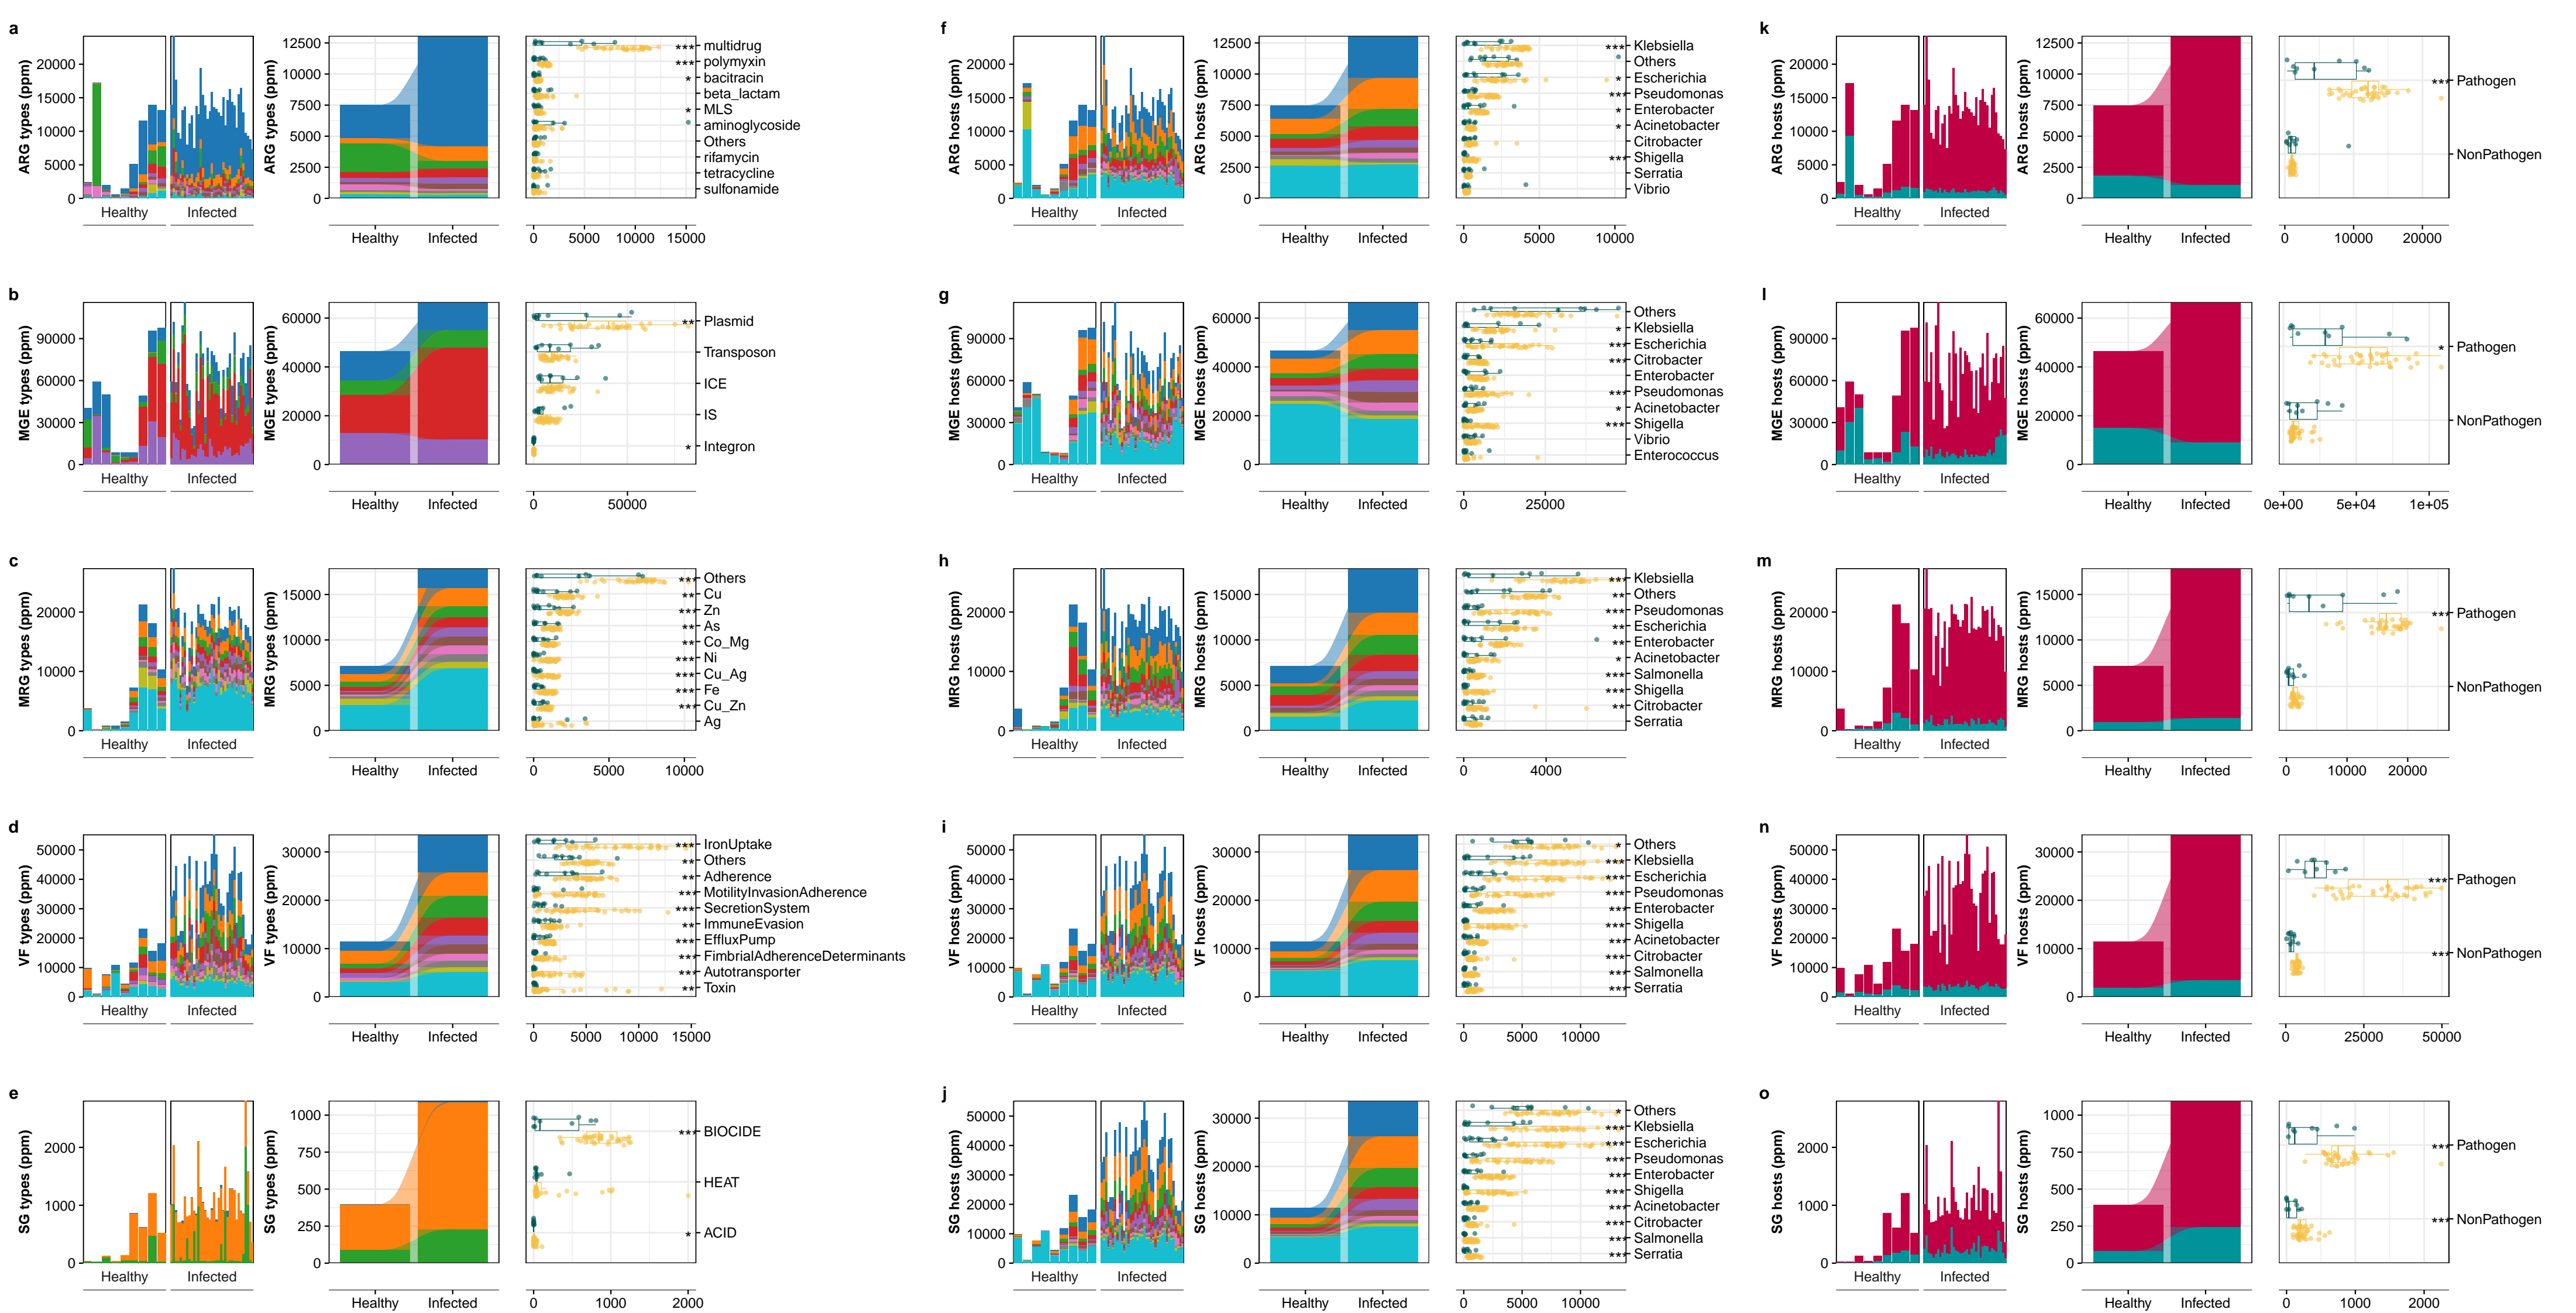 a
ARG types (ppm)
20000
15000
10000
5000
0
Healthy
Infected
ARG types (ppm)
12500
10000
7500
5000
2500
0
Healthy
Infected
*** multidrug
*** polymyxin
* bacitracin
beta_lactam
* MLS
aminoglycoside
Others
rifamycin
tetracycline
sulfonamide
0 5000 10000 15000
f
ARG hosts (ppm)
20000
15000
10000
5000
0
Healthy
Infected
ARG hosts (ppm)
12500
10000
7500
5000
2500
0
Healthy
Infected
*** Klebsiella
Others
* Escherichia
*** Pseudomonas
* Enterobacter
* Acinetobacter
Citrobacter
*** Shigella
Serratia
Vibrio
0 5000 10000
k
ARG hosts (ppm)
20000
15000
10000
5000
0
Healthy
Infected
ARG hosts (ppm)
12500
10000
7500
5000
2500
0
Healthy
Infected
*** Pathogen
NonPathogen
0 10000 20000
b
MGE types (ppm)
90000
60000
30000
0
Healthy
Infected
MGE types (ppm)
60000
40000
20000
0
Healthy
Infected
** Plasmid
Transposon
ICE
IS
* Integron
0 50000
g
MGE hosts (ppm)
90000
60000
30000
0
Healthy
Infected
MGE hosts (ppm)
60000
40000
20000
0
Healthy
Infected
Others
* Klebsiella
*** Escherichia
*** Citrobacter
Enterobacter
*** Pseudomonas
* Acinetobacter
*** Shigella
Vibrio
Enterococcus
0 25000
l
MGE hosts (ppm)
90000
60000
30000
0
Healthy
Infected
MGE hosts (ppm)
60000
40000
20000
0
Healthy
Infected
* Pathogen
NonPathogen
0e+00 5e+04 1e+05
c
MRG types (ppm)
20000
10000
0
Healthy
Infected
MRG types (ppm)
15000
10000
5000
0
Healthy
Infected
*** Others
** Cu
*** Zn
** As
** Co_Mg
*** Ni
*** Cu_Ag
*** Fe
*** Cu_Zn
Ag
0 5000 10000
h
MRG hosts (ppm)
20000
10000
0
Healthy
Infected
MRG hosts (ppm)
15000
10000
5000
0
Healthy
Infected
*** Klebsiella
** Others
*** Pseudomonas
** Escherichia
** Enterobacter
* Acinetobacter
*** Salmonella
*** Shigella
** Citrobacter
Serratia
0 4000
m
MRG hosts (ppm)
20000
10000
0
Healthy
Infected
MRG hosts (ppm)
15000
10000
5000
0
Healthy
Infected
*** Pathogen
NonPathogen
0 10000 20000
d
VF types (ppm)
50000
40000
30000
20000
10000
0
Healthy
Infected
VF types (ppm)
30000
20000
10000
0
Healthy
Infected
*** IronUptake
** Others
** Adherence
*** MotilityInvasionAdherence
*** SecretionSystem
** ImmuneEvasion
*** EffluxPump
*** FimbrialAdherenceDeterminants
*** Autotransporter
** Toxin
0 5000 10000 15000
i
VF hosts (ppm)
50000
40000
30000
20000
10000
0
Healthy
Infected
VF hosts (ppm)
30000
20000
10000
0
Healthy
Infected
* Others
*** Klebsiella
*** Escherichia
*** Pseudomonas
*** Enterobacter
*** Shigella
*** Acinetobacter
*** Citrobacter
*** Salmonella
*** Serratia
0 5000 10000
n
VF hosts (ppm)
50000
40000
30000
20000
10000
0
Healthy
Infected
VF hosts (ppm)
30000
20000
10000
0
Healthy
Infected
*** Pathogen
*** NonPathogen
0 25000 50000
e
SG types (ppm)
2000
1000
0
Healthy
Infected
SG types (ppm)
1000
750
500
250
0
Healthy
Infected
*** BIOCIDE
HEAT
* ACID
0 1000 2000
j
SG hosts (ppm)
50000
40000
30000
20000
10000
0
Healthy
Infected
SG hosts (ppm)
30000
20000
10000
0
Healthy
Infected
* Others
*** Klebsiella
*** Escherichia
*** Pseudomonas
*** Enterobacter
*** Shigella
*** Acinetobacter
*** Citrobacter
*** Salmonella
*** Serratia
0 5000 10000
o
SG hosts (ppm)
2000
1000
0
Healthy
Infected
SG hosts (ppm)
1000
750
500
250
0
Healthy
Infected
*** Pathogen
*** NonPathogen
0 1000 2000